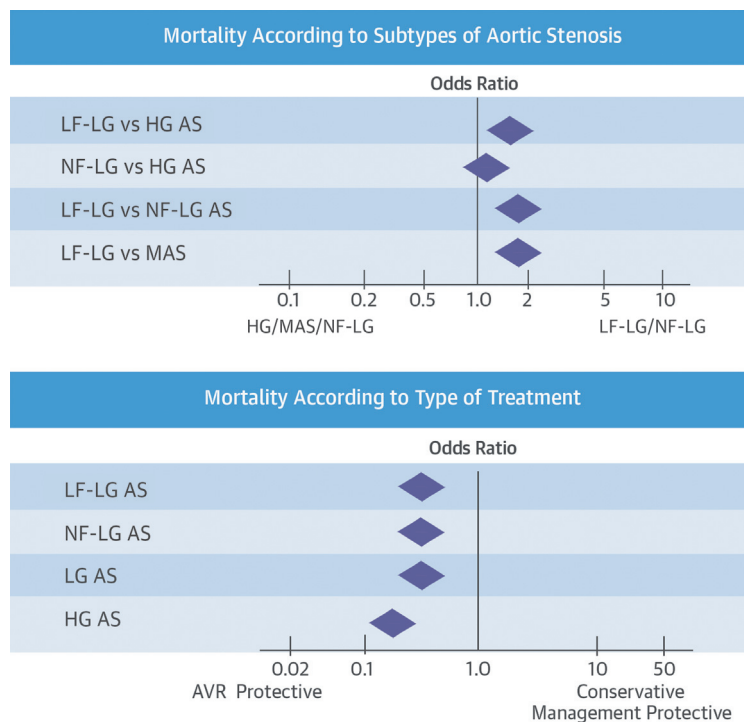 Mortality According to Subtypes of Aortic Stenosis
Odds Ratio
LF-LG vs HG AS
NF-LG vs HG AS
LF-LG vs NF-LG AS
LF-LG vs MAS
0.1 0.2 0.5 1.0 2 5 10
HG/MAS/NF-LG LF-LG/NF-LG
Mortality According to Type of Treatment
Odds Ratio
LF-LG AS
NF-LG AS
LG AS
HG AS
0.02 0.1 1.0 10 50
AVR Protective Conservative
Management Protective